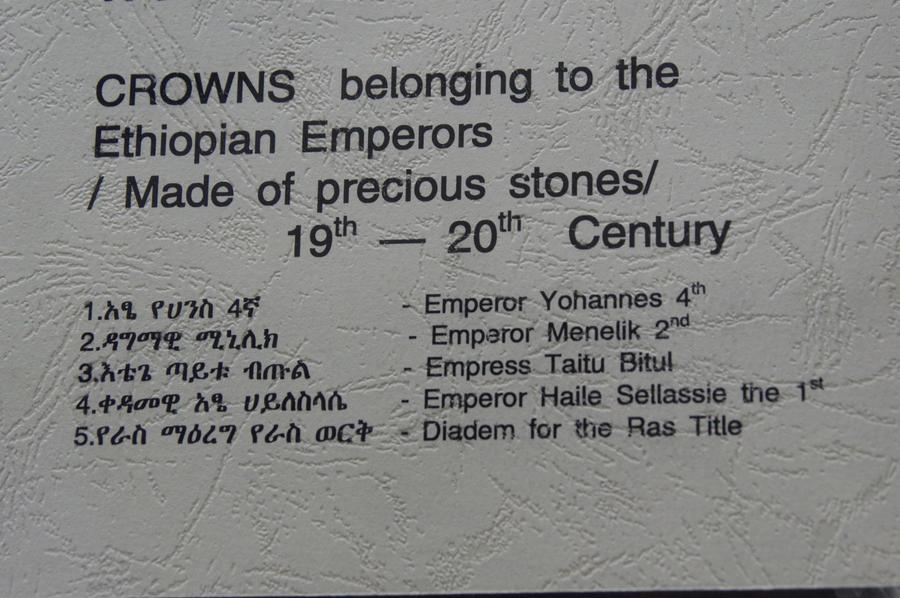 CROWNS belonging to the
Ethiopian Emperors
/ Made of precious stones/
19th — 20th Century
1.አፄ የሀንስ 4ኛ - Emperor Yohannes 4th
2.ዳግማዊ ሚኒሊክ - Emperor Menelik 2nd
3.እቴጌ ጣይቱ ብጡል - Empress Taitu Bitul
4.ቀዳመዊ አፄ ሀይለስላሴ - Emperor Haile Sellassie the 1st
5.የራስ ማዕረግ የራስ ወርቅ - Diadem for the Ras Title